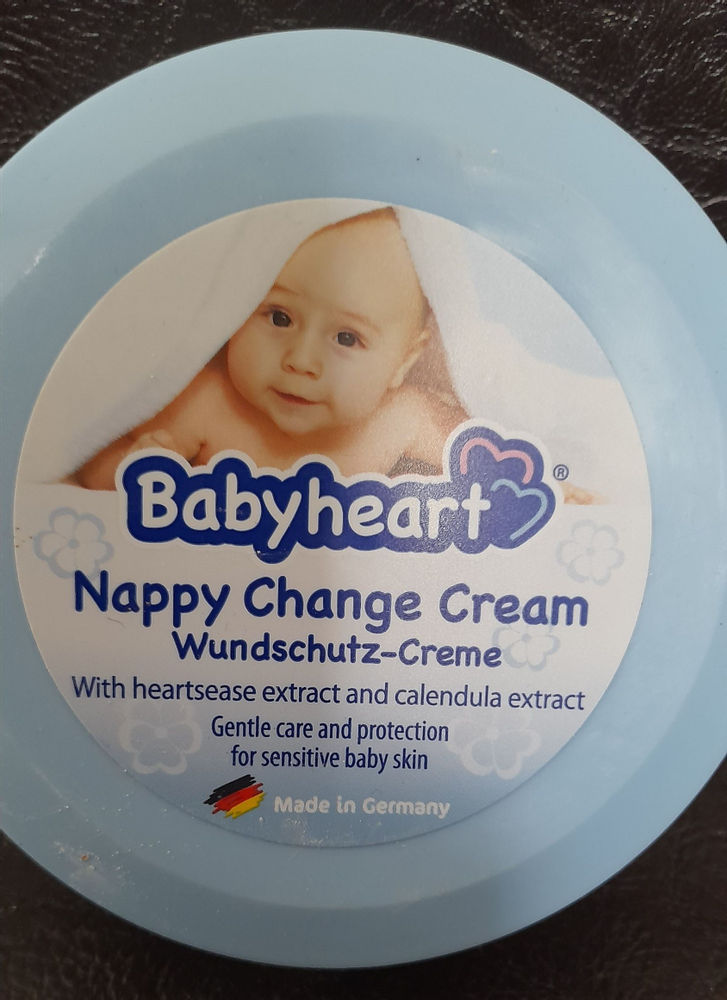 Babyheart®
Nappy Change Cream
Wundschutz-Creme
With heartsease extract and calendula extract
Gentle care and protection
for sensitive baby skin
Made in Germany